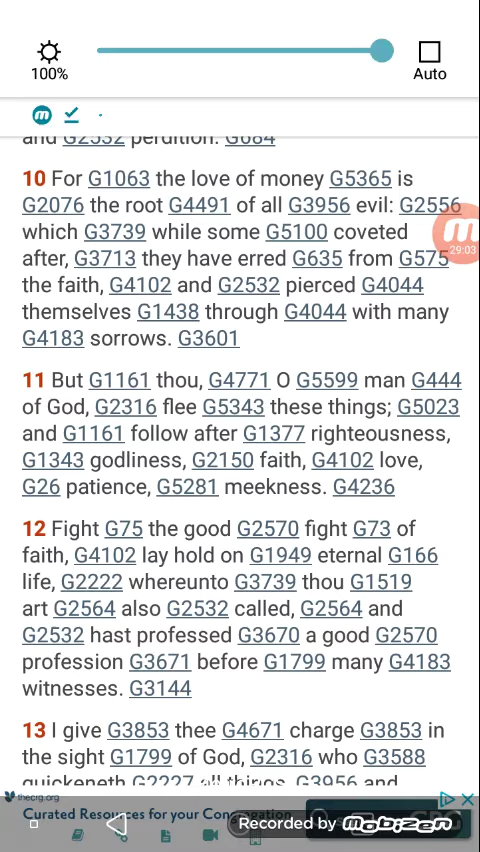 100%
Auto
and G2532 perdition. G684
10 For G1063 the love of money G5365 is
G2076 the root G4491 of all G3956 evil: G2556
which G3739 while some G5100 coveted
after, G3713 they have erred G635 from G575
the faith, G4102 and G2532 pierced G4044
themselves G1438 through G4044 with many
G4183 sorrows. G3601
29:03
11 But G1161 thou, G4771 O G5599 man G444
of God, G2316 flee G5343 these things; G5023
and G1161 follow after G1377 righteousness,
G1343 godliness, G2150 faith, G4102 love,
G26 patience, G5281 meekness. G4236
12 Fight G75 the good G2570 fight G73 of
faith, G4102 lay hold on G1949 eternal G166
life, G2222 whereunto G3739 thou G1519
art G2564 also G2532 called, G2564 and
G2532 hast professed G3670 a good G2570
profession G3671 before G1799 many G4183
witnesses. G3144
13 I give G3853 thee G4671 charge G3853 in
the sight G1799 of God, G2316 who G3588
quickeneth G2227 all things, G3956 and
thecrg.org
Curated Resources for your Congregation
Recorded by mobizen